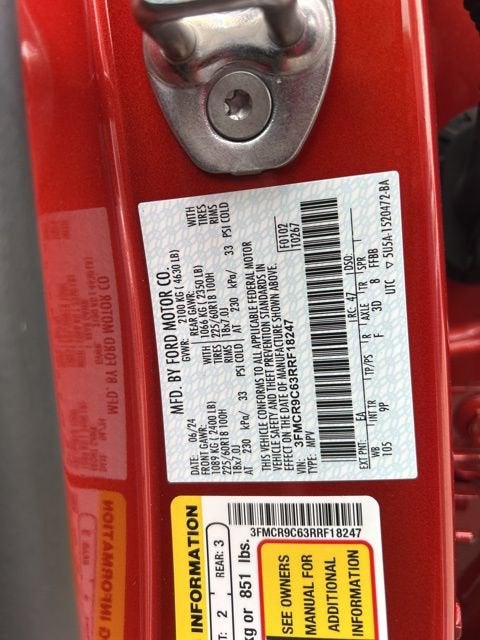 MFD. BY FORD MOTOR CO.
DATE: 06/24 GVWR: 2100 KG (4630 LB)
FRONT GAWR: REAR GAWR: WITH
1089 KG (2400 LB) 1066 KG (2350 LB) TIRES
225/60R18 100H 225/60R18 100H RIMS
18x7.0J 18x7.0J
AT 230 kPa/ 33 PSI COLD AT 230 kPa/ 33 PSI COLD
THIS VEHICLE CONFORMS TO ALL APPLICABLE FEDERAL MOTOR
VEHICLE SAFETY AND THEFT PREVENTION STANDARDS IN
EFFECT ON THE DATE OF MANUFACTURE SHOWN ABOVE.
VIN: 3FMCR9C63RRF18247 F0102
TYPE: MPV T0267
EXT PNT: EA RC: 47 DSO:
WB INT TR TP/PS R AXLE TR SPR
105 9P F 3D 8 FFBB
UTC ▽ 5U5A-1520472-BA
3FMCR9C63RRF18247
INFORMATION
2 REAR: 3
kg or 851 lbs.
SEE OWNERS
MANUAL FOR
ADDITIONAL
INFORMATION